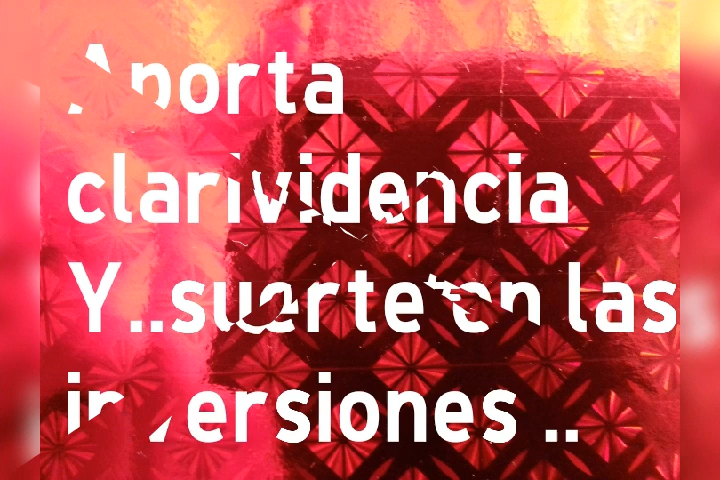 Aporta
clarividencia
Y..suerte en las
inversiones ..